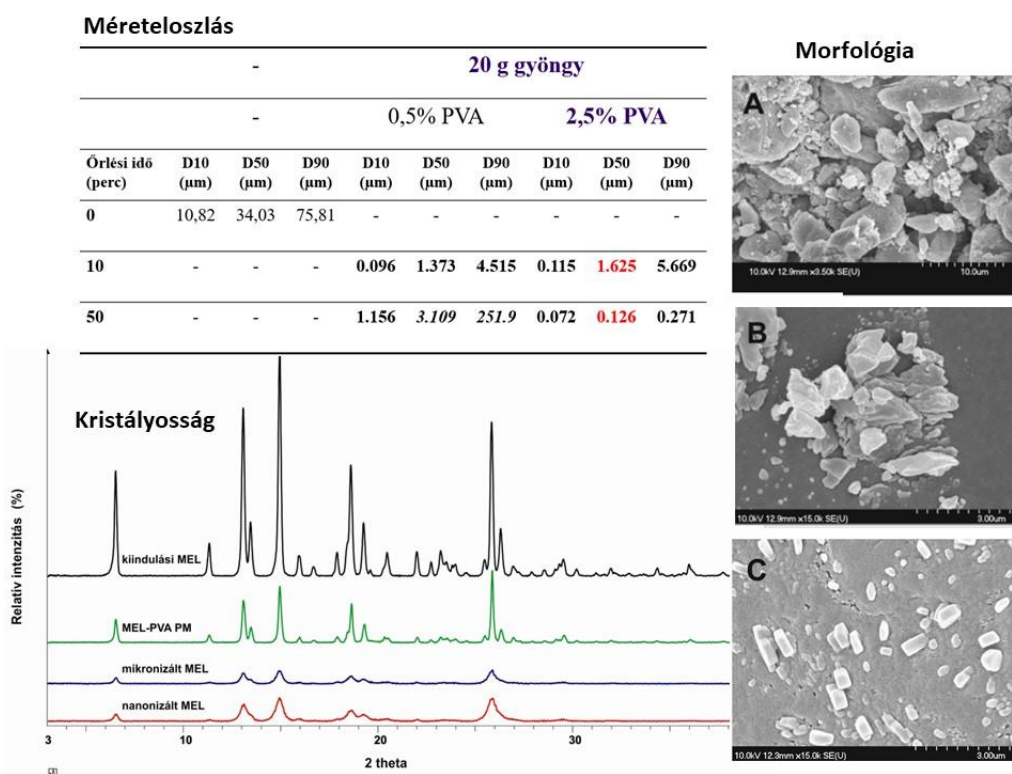 Méreteloszlás
- 20 g gyöngy
- 0,5% PVA 2,5% PVA
Őrlési idő (perc) D10 (µm) D50 (µm) D90 (µm) D10 (µm) D50 (µm) D90 (µm) D10 (µm) D50 (µm) D90 (µm)
0 10,82 34,03 75,81 - - - - - -
10 - - - 0.096 1.373 4.515 0.115 1.625 5.669
50 - - - 1.156 3.109 251.9 0.072 0.126 0.271
Kristályosság
Relatív intenzitás (%)
kiindulási MEL
MEL-PVA PM
mikronizált MEL
nanonizált MEL
3 10 20 30
2 theta
Morfológia
A
10.0kV 12.9mm x3.50k SE(U) 10.0um
B
10.0kV 12.9mm x15.0k SE(U) 3.00um
C
10.0kV 12.3mm x15.0k SE(U) 3.00um